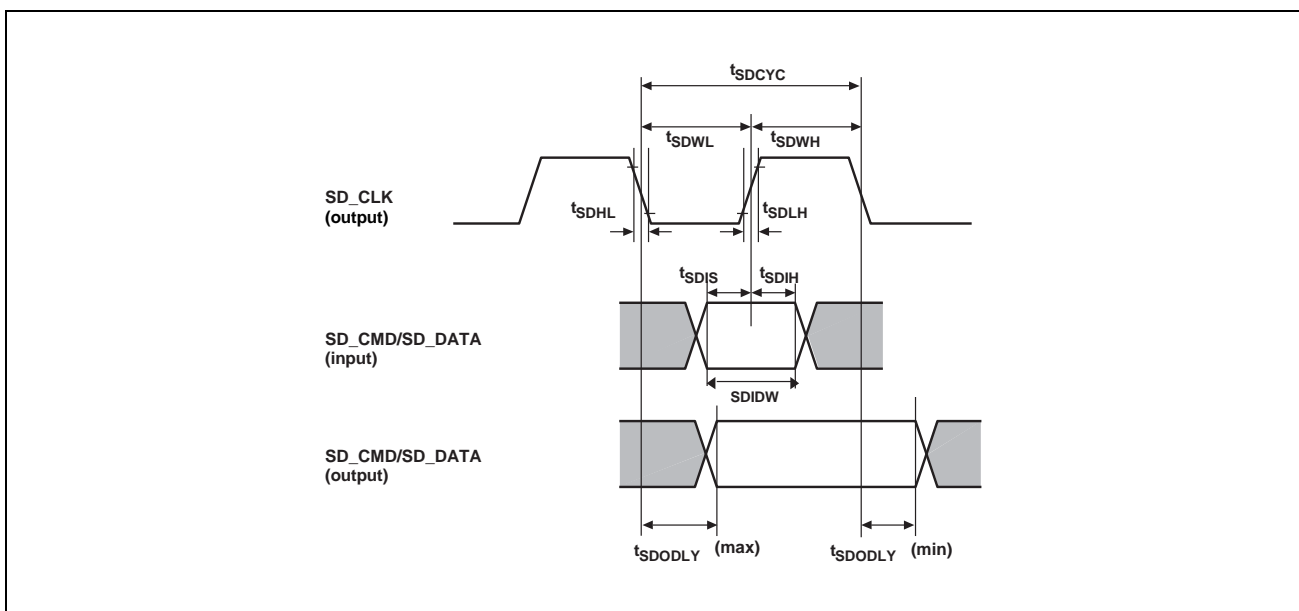 tSDCYC
tSDWL tSDWH
SD_CLK
(output)
tSDHL tSDLH
tSDIS tSDIH
SD_CMD/SD_DATA
(input)
SDIDW
SD_CMD/SD_DATA
(output)
tSDODLY (max) tSDODLY (min)